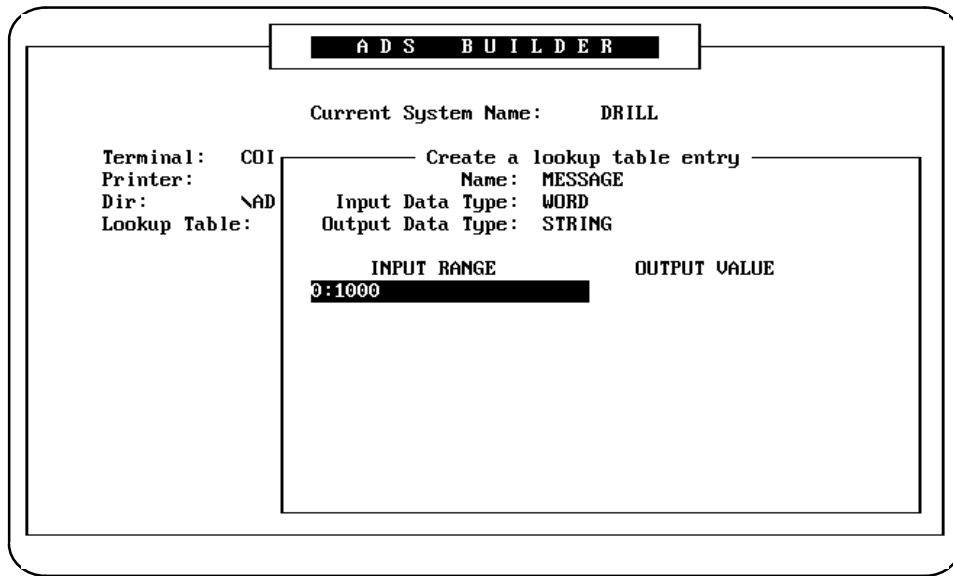 ADS BUILDER
Current System Name: DRILL
Terminal: COI
Printer:
Dir: \AD
Lookup Table:
Create a lookup table entry
Name: MESSAGE
Input Data Type: WORD
Output Data Type: STRING
INPUT RANGE OUTPUT VALUE
0:1000